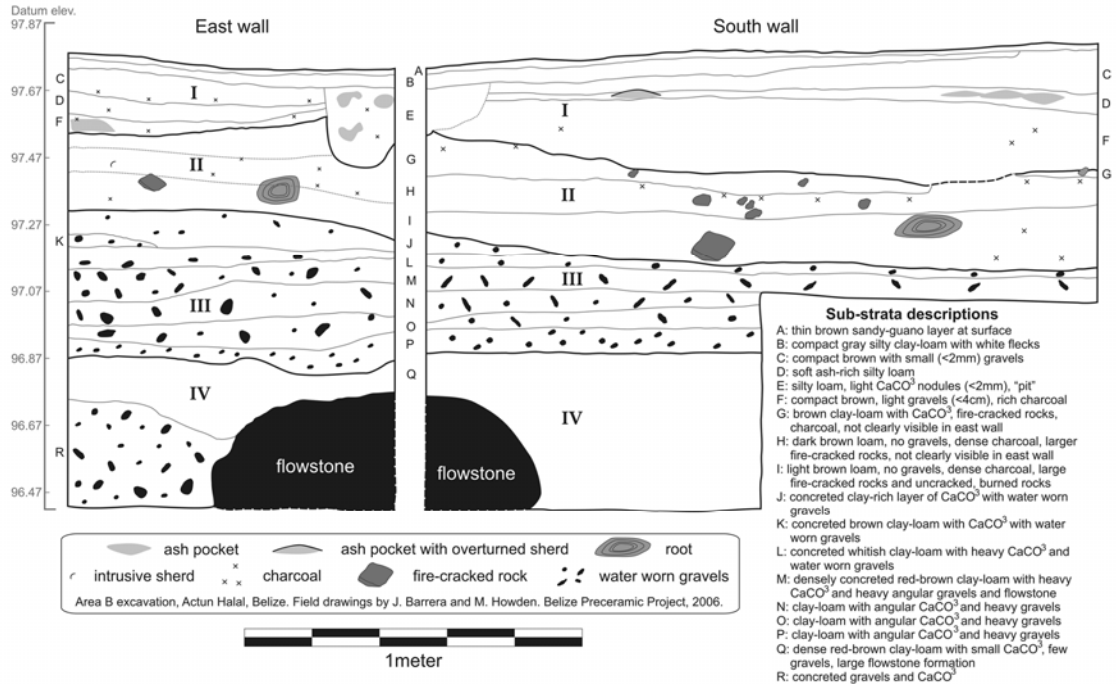 Datum elev.
97.87
97.67
97.47
97.27
97.07
96.87
96.67
96.47
East wall
South wall
C
D
F
K
R
I
II
III
IV
flowstone
A
B
E
G
H
I
J
L
M
N
O
P
Q
I
II
III
IV
flowstone
C
D
F
G
Sub-strata descriptions
A: thin brown sandy-guano layer at surface
B: compact gray silty clay-loam with white flecks
C: compact brown with small (<2mm) gravels
D: soft ash-rich silty loam
E: silty loam, light CaCO³ nodules (<2mm), "pit"
F: compact brown, light gravels (<4cm), rich charcoal
G: brown clay-loam with CaCO³, fire-cracked rocks,
charcoal, not clearly visible in east wall
H: dark brown loam, no gravels, dense charcoal, larger
fire-cracked rocks, not clearly visible in east wall
I: light brown loam, no gravels, dense charcoal, large
fire-cracked rocks and uncracked, burned rocks
J: concreted clay-rich layer of CaCO³ with water worn
gravels
K: concreted brown clay-loam with CaCO³ with water
worn gravels
L: concreted whitish clay-loam with heavy CaCO³ and
water worn gravels
M: densely concreted red-brown clay-loam with heavy
CaCO³ and heavy angular gravels and flowstone
N: clay-loam with angular CaCO³ and heavy gravels
O: clay-loam with angular CaCO³ and heavy gravels
P: clay-loam with angular CaCO³ and heavy gravels
Q: dense red-brown clay-loam with small CaCO³, few
gravels, large flowstone formation
R: concreted gravels and CaCO³
ash pocket
ash pocket with overturned sherd
root
intrusive sherd
charcoal
fire-cracked rock
water worn gravels
Area B excavation, Actun Halal, Belize. Field drawings by J. Barrera and M. Howden. Belize Preceramic Project, 2006.
1meter